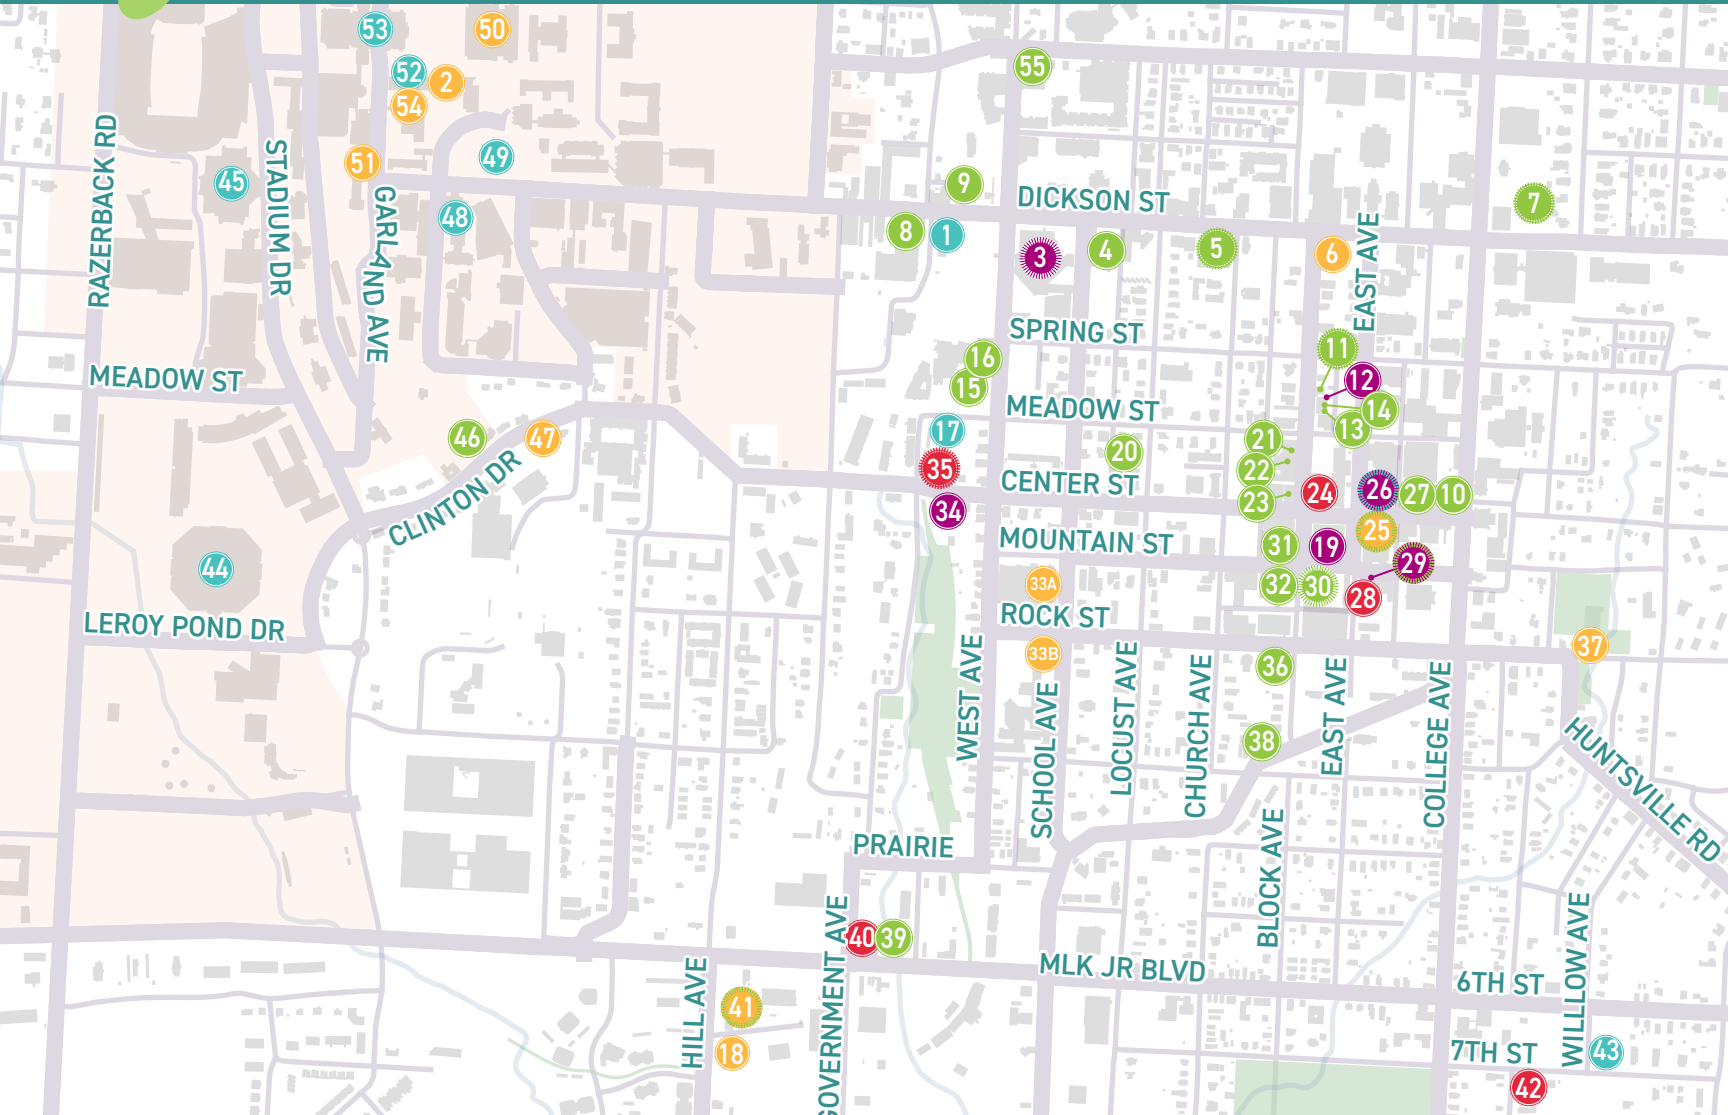 53
50
52
2
54
55
51
49
45
48
9
8
1
3
4
5
6
7
DICKSON ST
EAST AVE
RAZERBACK RD
STADIUM DR
GARLAND AVE
SPRING ST
11
12
14
13
16
15
MEADOW ST
MEADOW ST
46
47
17
35
34
20
21
22
23
24
26
27
10
25
CENTER ST
CLINTON DR
MOUNTAIN ST
31
19
29
32
30
28
33A
44
ROCK ST
LEROY POND DR
33B
36
37
WEST AVE
SCHOOL AVE
LOCUST AVE
CHURCH AVE
EAST AVE
COLLEGE AVE
38
HUNTSVILLE RD
PRAIRIE
BLOCK AVE
40
39
GOVERNMENT AVE
WILLLOW AVE
MLK JR BLVD
6TH ST
HILL AVE
41
18
7TH ST
43
42